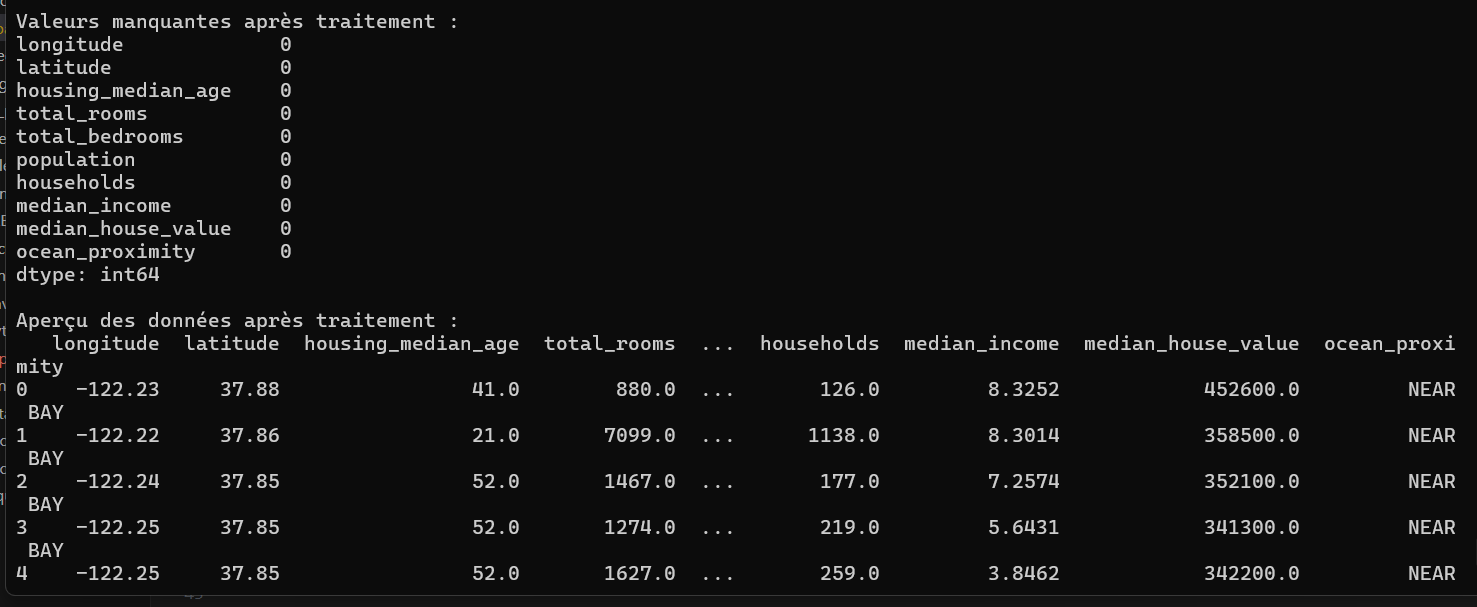 Valeurs manquantes après traitement :
longitude 0
latitude 0
housing_median_age 0
total_rooms 0
total_bedrooms 0
population 0
households 0
median_income 0
median_house_value 0
ocean_proximity 0
dtype: int64
Aperçu des données après traitement :
longitude latitude housing_median_age total_rooms ... households median_income median_house_value ocean_proxi
mity
0 -122.23 37.88 41.0 880.0 ... 126.0 8.3252 452600.0 NEAR
BAY
1 -122.22 37.86 21.0 7099.0 ... 1138.0 8.3014 358500.0 NEAR
BAY
2 -122.24 37.85 52.0 1467.0 ... 177.0 7.2574 352100.0 NEAR
BAY
3 -122.25 37.85 52.0 1274.0 ... 219.0 5.6431 341300.0 NEAR
BAY
4 -122.25 37.85 52.0 1627.0 ... 259.0 3.8462 342200.0 NEAR